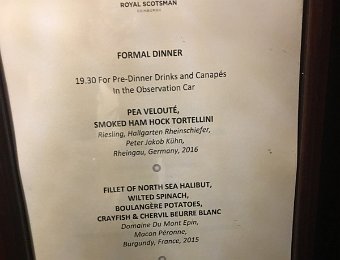 ROYAL SCOTSMAN
FORMAL DINNER
19.30 For Pre-Dinner Drinks and Canapés
In the Observation Car
PEA VELOUTÉ,
SMOKED HAM HOCK TORTELLINI
Riesling, Hallgarten Rheinschiefer,
Peter Jakob Kühn,
Rheingau, Germany, 2016
FILLET OF NORTH SEA HALIBUT,
WILTED SPINACH,
BOULANGÈRE POTATOES,
CRAYFISH & CHERVIL BEURRE BLANC
Domaine Du Mont Epin,
Macon Péronne,
Burgundy, France, 2015